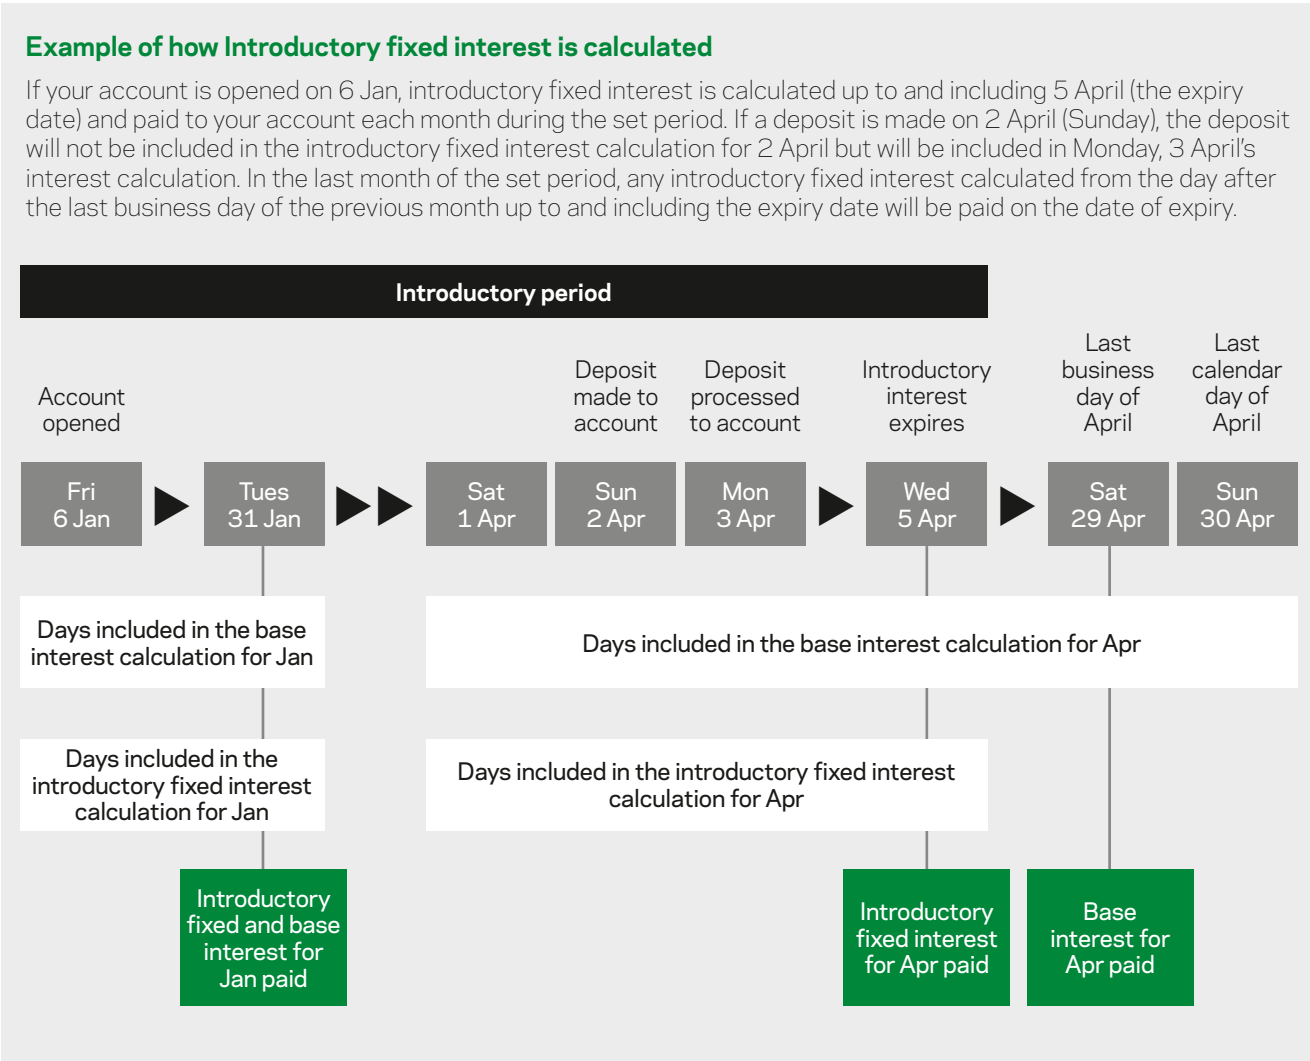 Example of how Introductory fixed interest is calculated
If your account is opened on 6 Jan, introductory fixed interest is calculated up to and including 5 April (the expiry
date) and paid to your account each month during the set period. If a deposit is made on 2 April (Sunday), the deposit
will not be included in the introductory fixed interest calculation for 2 April but will be included in Monday, 3 April’s
interest calculation. In the last month of the set period, any introductory fixed interest calculated from the day after
the last business day of the previous month up to and including the expiry date will be paid on the date of expiry.
Introductory period
Account
opened
Deposit
made to
account
Deposit
processed
to account
Introductory
interest
expires
Last
business
day of
April
Last
calendar
day of
April
Fri
6 Jan
Tues
31 Jan
Sat
1 Apr
Sun
2 Apr
Mon
3 Apr
Wed
5 Apr
Sat
29 Apr
Sun
30 Apr
Days included in the base
interest calculation for Jan
Days included in the base interest calculation for Apr
Days included in the
introductory fixed interest
calculation for Jan
Days included in the introductory fixed interest
calculation for Apr
Introductory
fixed and base
interest for
Jan paid
Introductory
fixed interest
for Apr paid
Base
interest for
Apr paid